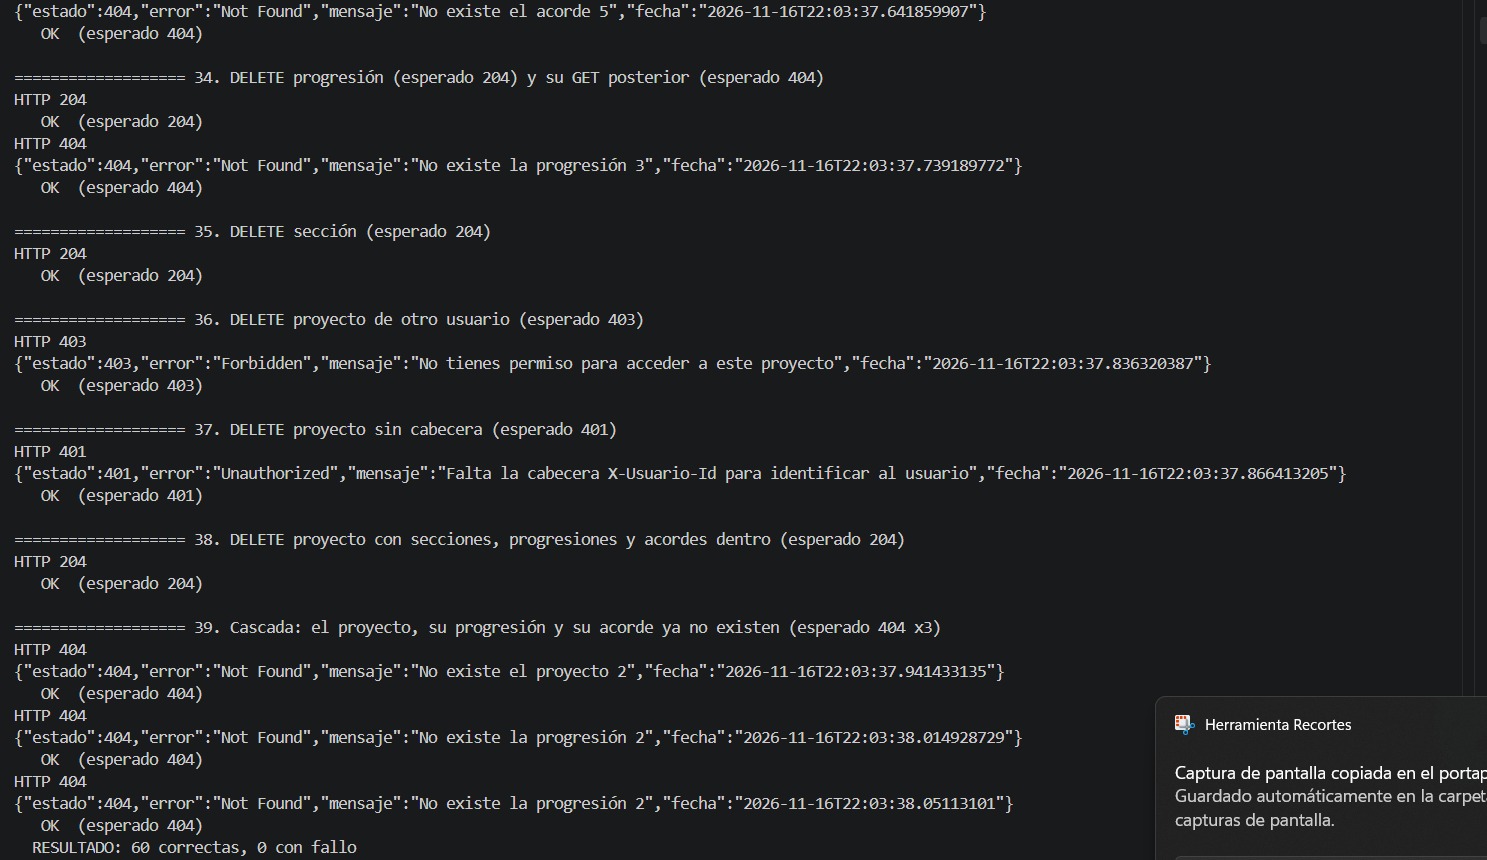 {"estado":404,"error":"Not Found","mensaje":"No existe el acorde 5","fecha":"2026-11-16T22:03:37.641859907"}
OK (esperado 404)
=================== 34. DELETE progresión (esperado 204) y su GET posterior (esperado 404)
HTTP 204
OK (esperado 204)
HTTP 404
{"estado":404,"error":"Not Found","mensaje":"No existe la progresión 3","fecha":"2026-11-16T22:03:37.739189772"}
OK (esperado 404)
=================== 35. DELETE sección (esperado 204)
HTTP 204
OK (esperado 204)
=================== 36. DELETE proyecto de otro usuario (esperado 403)
HTTP 403
{"estado":403,"error":"Forbidden","mensaje":"No tienes permiso para acceder a este proyecto","fecha":"2026-11-16T22:03:37.836320387"}
OK (esperado 403)
=================== 37. DELETE proyecto sin cabecera (esperado 401)
HTTP 401
{"estado":401,"error":"Unauthorized","mensaje":"Falta la cabecera X-Usuario-Id para identificar al usuario","fecha":"2026-11-16T22:03:37.866413205"}
OK (esperado 401)
=================== 38. DELETE proyecto con secciones, progresiones y acordes dentro (esperado 204)
HTTP 204
OK (esperado 204)
=================== 39. Cascada: el proyecto, su progresión y su acorde ya no existen (esperado 404 x3)
HTTP 404
{"estado":404,"error":"Not Found","mensaje":"No existe el proyecto 2","fecha":"2026-11-16T22:03:37.941433135"}
OK (esperado 404)
HTTP 404
{"estado":404,"error":"Not Found","mensaje":"No existe la progresión 2","fecha":"2026-11-16T22:03:38.014928729"}
OK (esperado 404)
HTTP 404
{"estado":404,"error":"Not Found","mensaje":"No existe la progresión 2","fecha":"2026-11-16T22:03:38.05113101"}
OK (esperado 404)
RESULTADO: 60 correctas, 0 con fallo
Herramienta Recortes
Captura de pantalla copiada en el portap
Guardado automáticamente en la carpeta
capturas de pantalla.